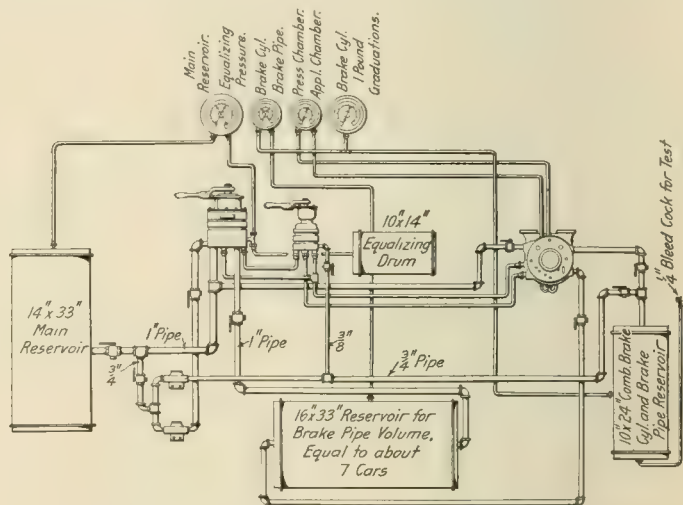 Main
Reservoir.
Equalizing
Pressure.
Brake Cyl.
Brake Pipe.
Press Chamber.
Appl. Chamber.
Brake Cyl.
1 Pound
Graduations.
10"x14"
Equalizing
Drum
1/4" Bleed Cock for Test
14"x33"
Main
Reservoir
1" Pipe
3/4"
1" Pipe
3/8"
3/4" Pipe
16"x33" Reservoir for
Brake Pipe Volume,
Equal to about
7 Cars
10"x24" Comb. Brake
Cyl. and Brake
Pipe Reservoir